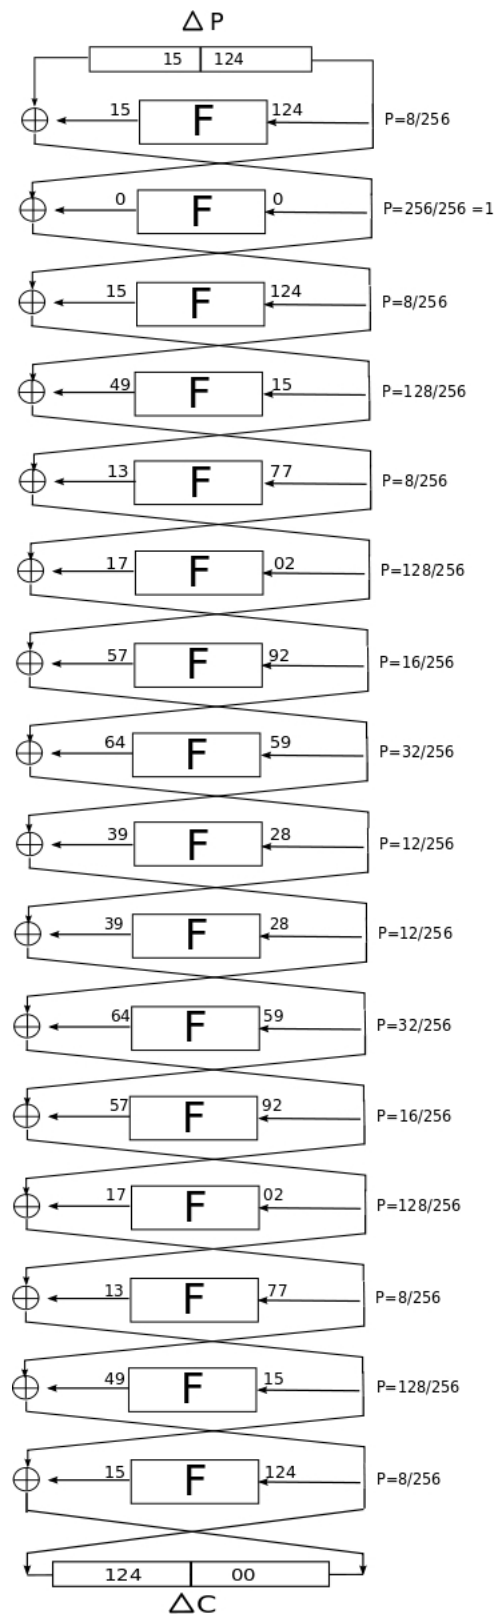 △ P
15 124
15 F 124 P=8/256
0 F 0 P=256/256 =1
15 F 124 P=8/256
49 F 15 P=128/256
13 F 77 P=8/256
17 F 02 P=128/256
57 F 92 P=16/256
64 F 59 P=32/256
39 F 28 P=12/256
39 F 28 P=12/256
64 F 59 P=32/256
57 F 92 P=16/256
17 F 02 P=128/256
13 F 77 P=8/256
49 F 15 P=128/256
15 F 124 P=8/256
124 00
△C